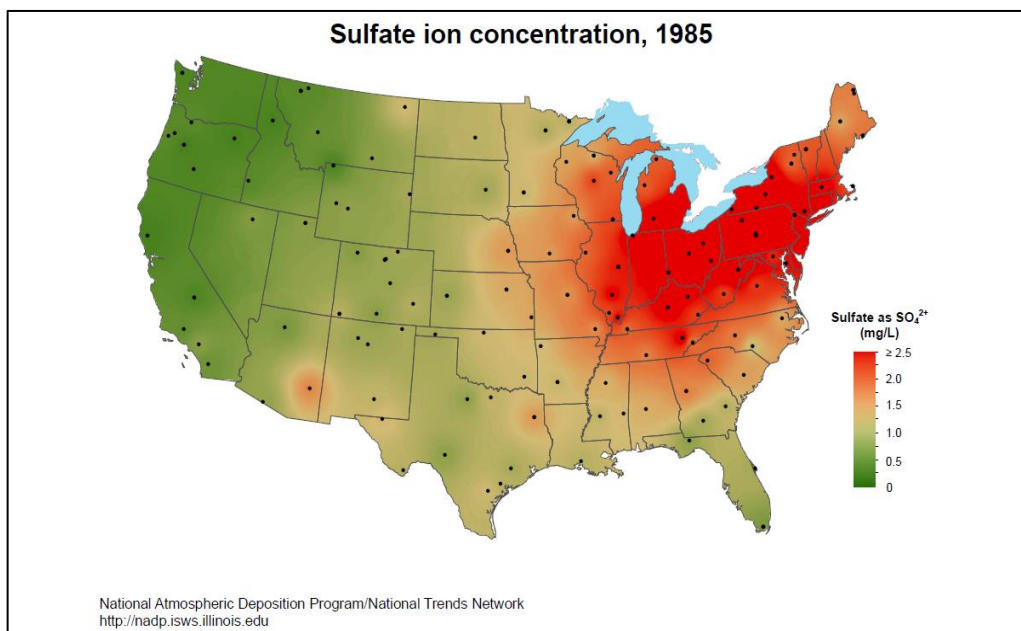 Sulfate ion concentration, 1985
Sulfate as SO₄²⁺
(mg/L)
≥ 2.5
2.0
1.5
1.0
0.5
0
National Atmospheric Deposition Program/National Trends Network
http://nadp.isws.illinois.edu